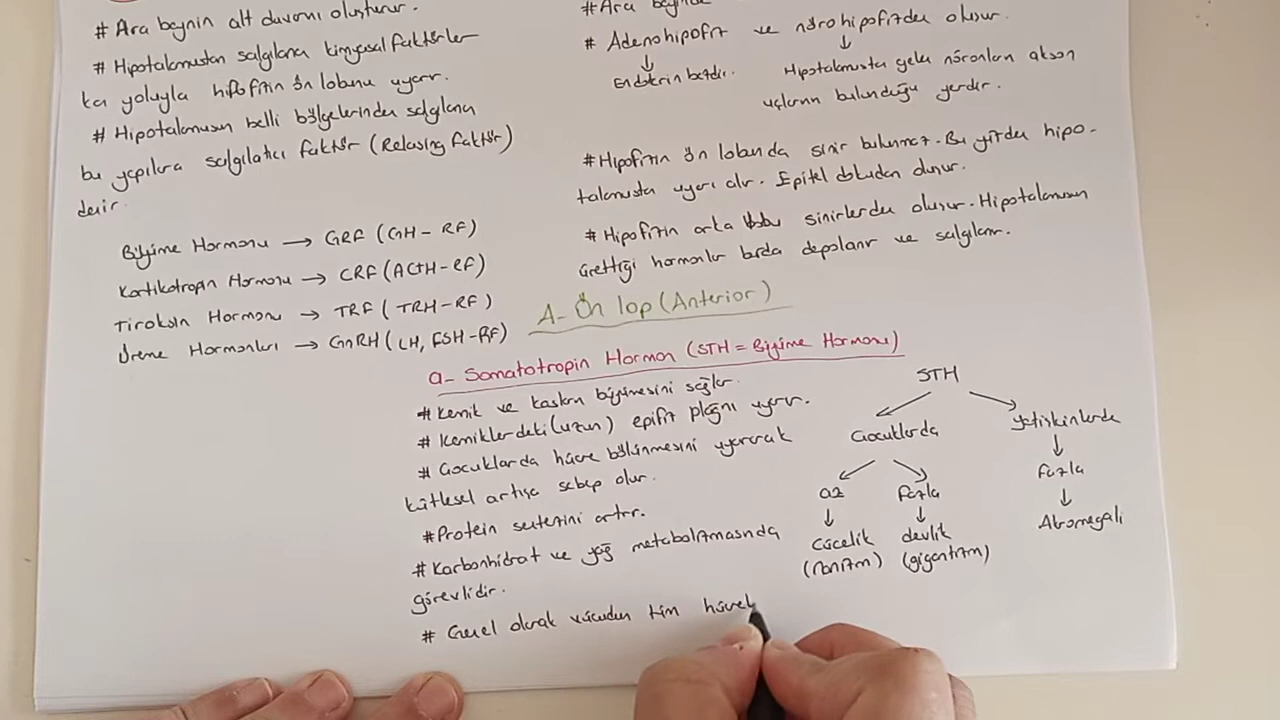 # Ara beynin alt duvarını oluşturur.
# Hipotalamustan salgılanan kimyasal faktörler
kan yoluyla hipofizin ön lobunu uyarır.
# Hipotalamusun belli bölgelerinden salgılanan
bu yapılara salgılatıcı faktör (Relasing faktör)
denir.
Büyüme Hormonu → GRF (GH-RF)
Kortikotropin Hormonu → CRF (ACTH-RF)
Tiroksin Hormonu → TRF (TRH-RF)
Üreme Hormonları → GnRH (LH, FSH-RF)
# Ara
# Adenohipofiz ve nörohipofizden oluşur.
↓ ↓
Endokrin bezdir. Hipotalamustan gelen nöronların akson
uçlarının bulunduğu yerdir.
# Hipofizin ön lobunda sinir bulunmaz. Bu yüzden hipo-
talamustan uyarı alır. Epitel dokudan oluşur.
# Hipofizin arka lobu sinirlerden oluşur. Hipotalamusun
ürettiği hormonlar burda depolanır ve salgılanır.
A- Ön lop (Anterior)
a- Somatotropin Hormon (STH = Büyüme Hormonu)
# Kemik ve kasların büyümesini sağlar.
# Kemiklerdeki (uzun) epifiz plağını uyarır.
# Çocuklarda hücre bölünmesini uyararak
kütlesel artışa sebep olur.
# Protein sentezini artırır.
# Karbonhidrat ve yağ metabolizmasında
görevlidir.
# Genel olarak vücudun tüm hücrel
STH
Çocuklarda Yetişkinlerde
az fazla fazla
Cücelik devlik Akromegali
(nanizm) (gigantizm)